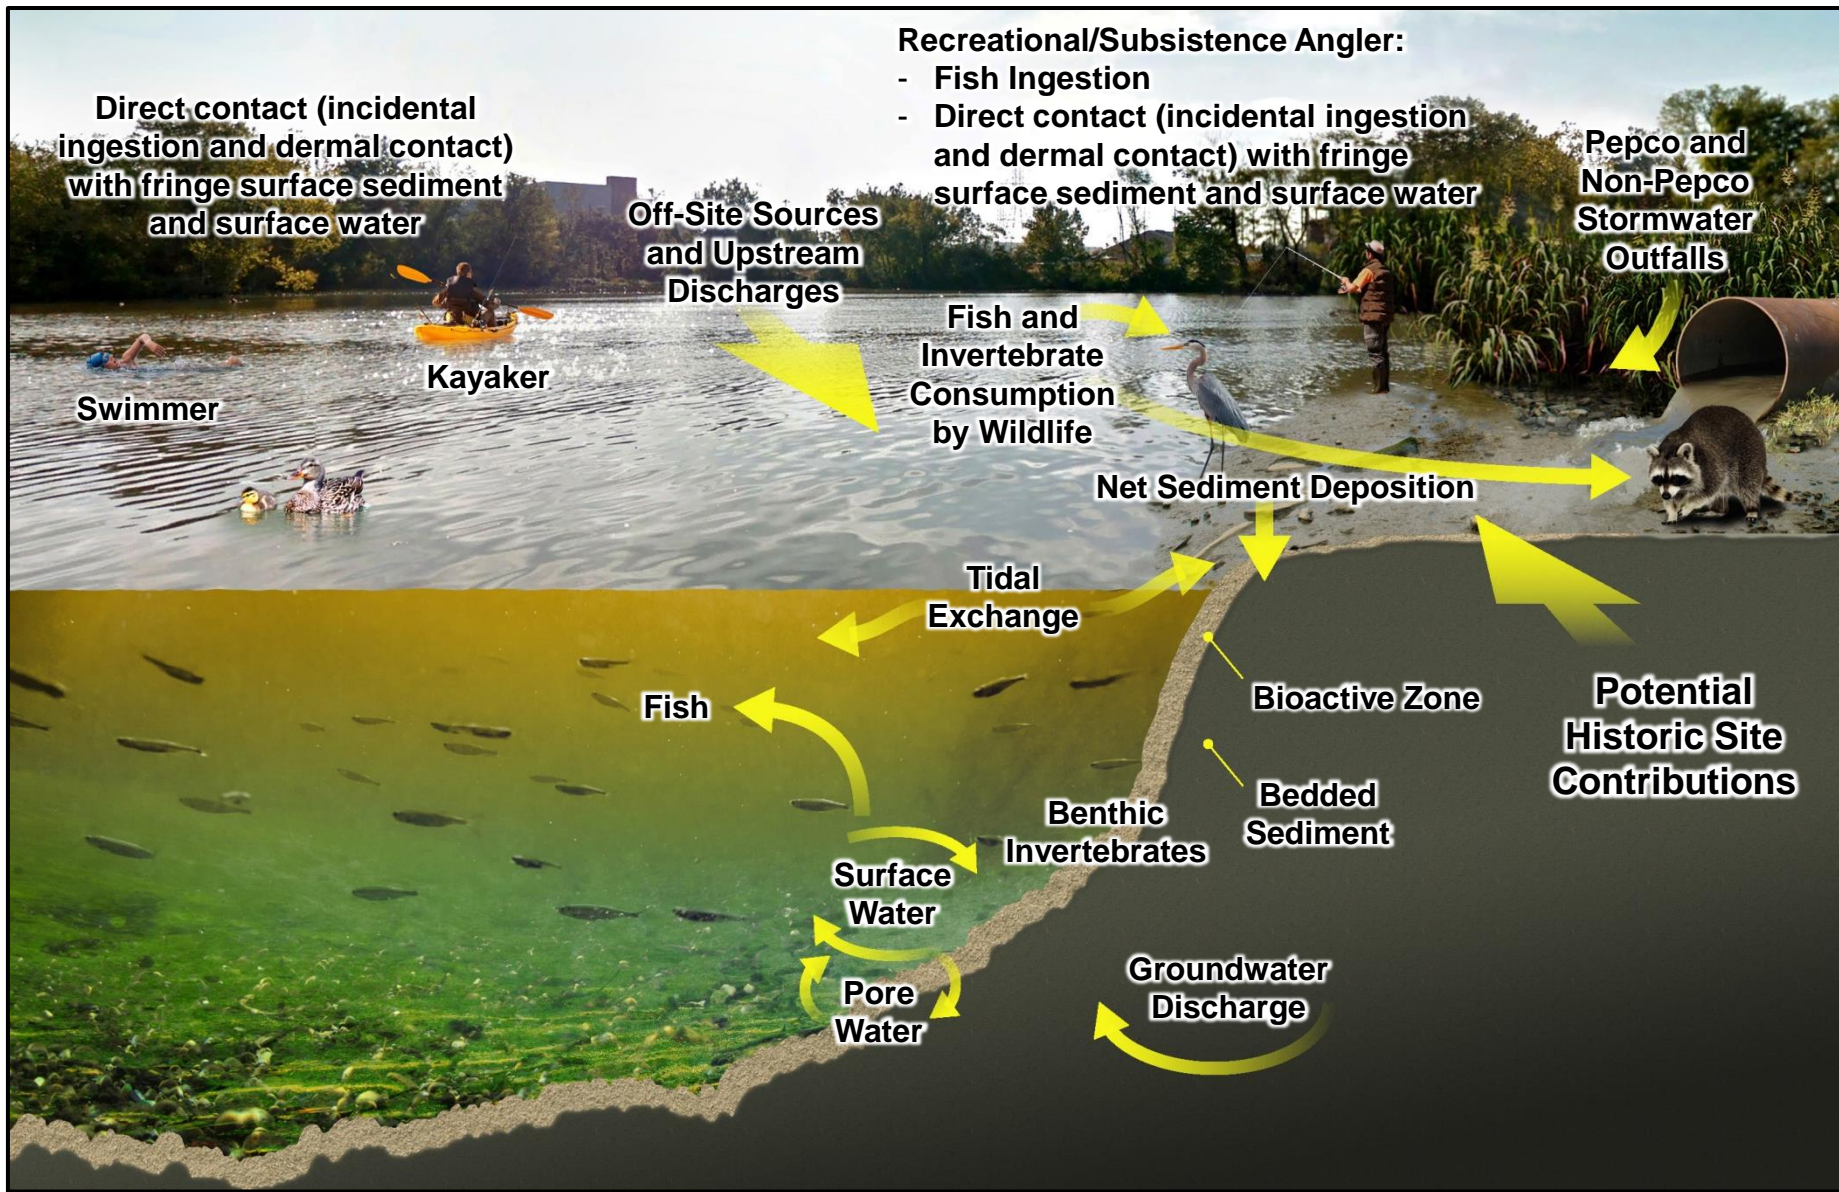 Recreational/Subsistence Angler:
- Fish Ingestion
- Direct contact (incidental ingestion
and dermal contact) with fringe
surface sediment and surface water
Direct contact (incidental
ingestion and dermal contact)
with fringe surface sediment
and surface water
Pepco and
Non-Pepco
Stormwater
Outfalls
Off-Site Sources
and Upstream
Discharges
Fish and
Invertebrate
Consumption
by Wildlife
Kayaker
Swimmer
Net Sediment Deposition
Tidal
Exchange
Fish
Bioactive Zone
Potential
Historic Site
Contributions
Bedded
Sediment
Benthic
Invertebrates
Surface
Water
Pore
Water
Groundwater
Discharge